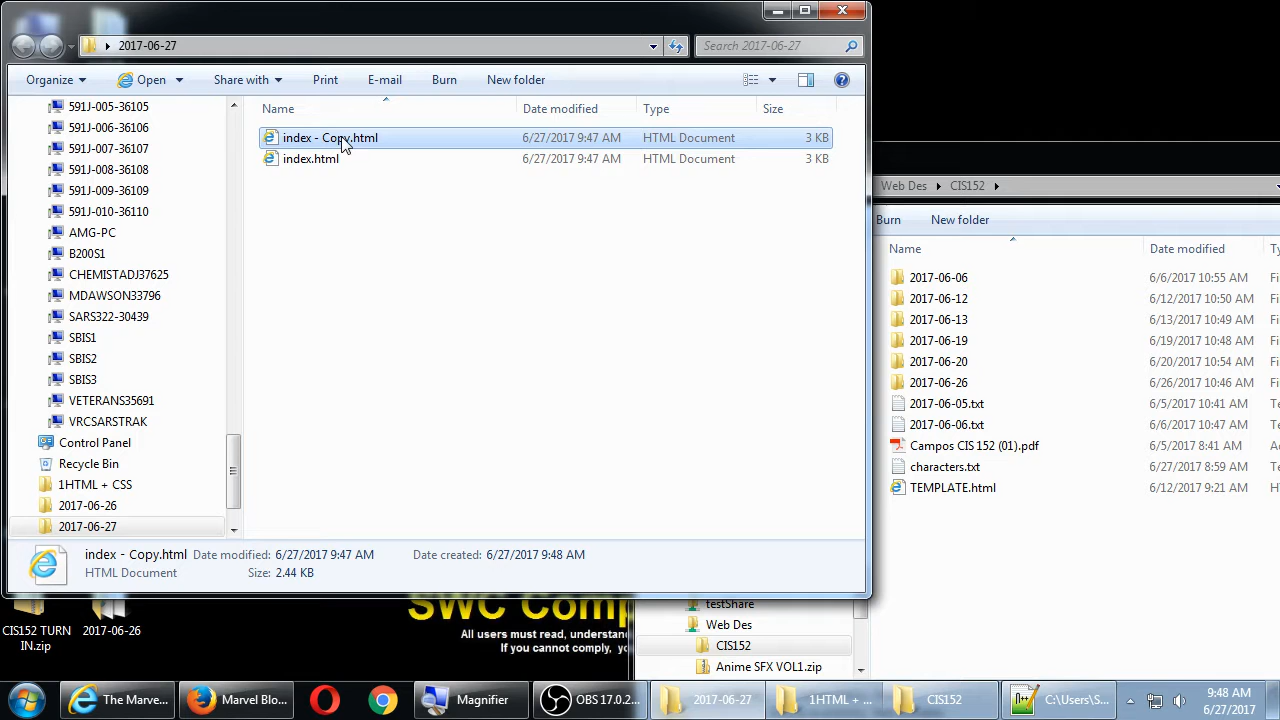 2017-06-27
Search 2017-06-27
Organize
Open
Share with
Print
E-mail
Burn
New folder
Name
Date modified
Type
Size
591J-005-36105
591J-006-36106
591J-007-36107
591J-008-36108
591J-009-36109
591J-010-36110
AMG-PC
B200S1
CHEMISTADJ37625
MDAWSON33796
SARS322-30439
SBIS1
SBIS2
SBIS3
VETERANS35691
VRCSARSTRAK
Control Panel
Recycle Bin
1HTML + CSS
2017-06-26
2017-06-27
index - Copy.html 6/27/2017 9:47 AM HTML Document 3 KB
index.html 6/27/2017 9:47 AM HTML Document 3 KB
index - Copy.html Date modified: 6/27/2017 9:47 AM Date created: 6/27/2017 9:48 AM
HTML Document Size: 2.44 KB
Web Des CIS152
Burn New folder
Name Date modified
2017-06-06 6/6/2017 10:55 AM Fi
2017-06-12 6/12/2017 10:50 AM Fi
2017-06-13 6/13/2017 10:49 AM Fi
2017-06-19 6/19/2017 10:48 AM Fi
2017-06-20 6/20/2017 10:54 AM Fi
2017-06-26 6/26/2017 10:46 AM Fi
2017-06-05.txt 6/5/2017 10:41 AM Te
2017-06-06.txt 6/6/2017 10:47 AM Te
Campos CIS 152 (01).pdf 6/5/2017 8:41 AM
characters.txt 6/27/2017 8:59 AM Te
TEMPLATE.html 6/12/2017 9:21 AM
testShare
Web Des
CIS152
Anime SFX VOL1.zip
CIS152 TURN
IN.zip
2017-06-26
SWC Comp
All users must read, understan
If you cannot comply, yo
The Marve...
Marvel Blo...
Magnifier
OBS 17.0.2...
2017-06-27
1HTML + ...
CIS152
C:\Users\S...
9:48 AM
6/27/2017